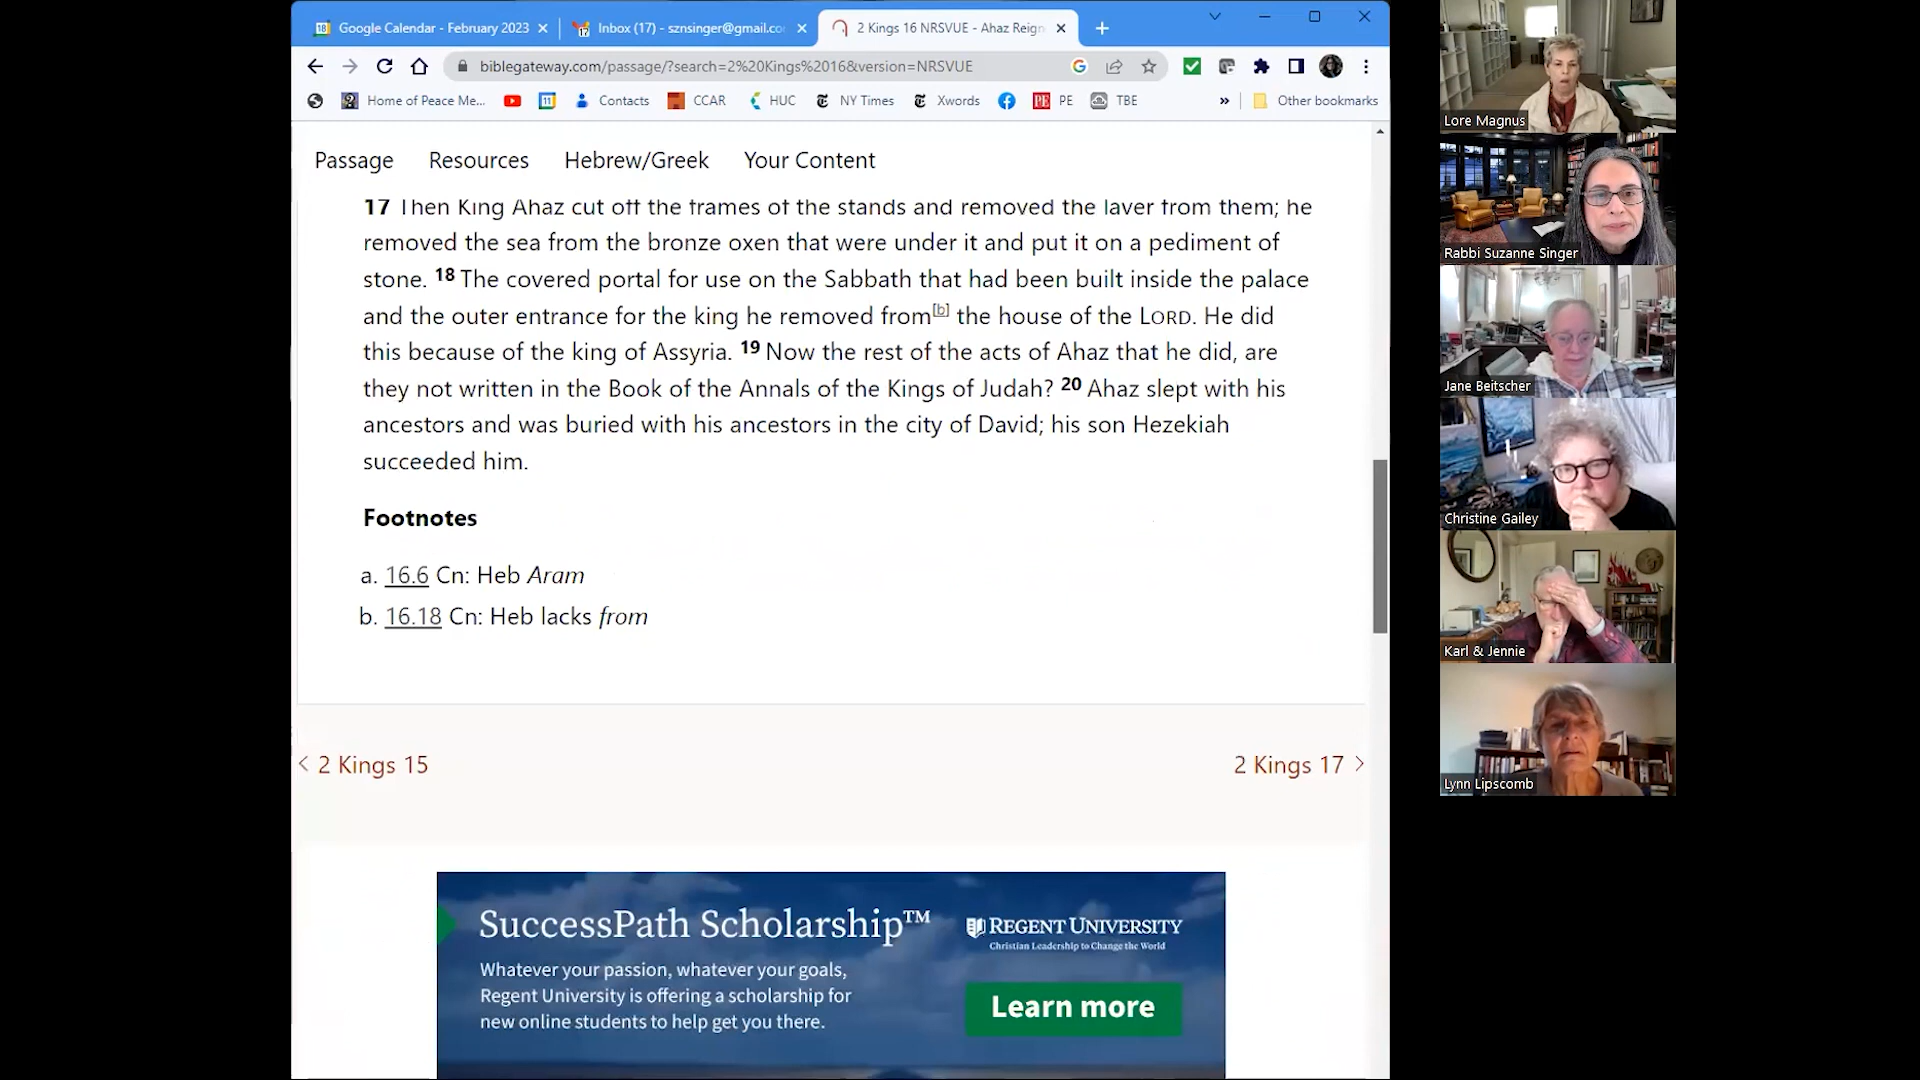 Google Calendar - February 2023
Inbox (17) - sznsinger@gmail.co
2 Kings 16 NRSVUE - Ahaz Reign
biblegateway.com/passage/?search=2%20Kings%2016&version=NRSVUE
Home of Peace Me...
Contacts
CCAR
HUC
NY Times
Xwords
PE
TBE
»
Other bookmarks
Passage Resources Hebrew/Greek Your Content
17 Then King Ahaz cut off the frames of the stands and removed the laver from them; he
removed the sea from the bronze oxen that were under it and put it on a pediment of
stone. 18 The covered portal for use on the Sabbath that had been built inside the palace
and the outer entrance for the king he removed from[b] the house of the LORD. He did
this because of the king of Assyria. 19 Now the rest of the acts of Ahaz that he did, are
they not written in the Book of the Annals of the Kings of Judah? 20 Ahaz slept with his
ancestors and was buried with his ancestors in the city of David; his son Hezekiah
succeeded him.
Footnotes
a. 16.6 Cn: Heb Aram
b. 16.18 Cn: Heb lacks from
< 2 Kings 15
2 Kings 17 >
SuccessPath Scholarship™
Whatever your passion, whatever your goals,
Regent University is offering a scholarship for
new online students to help get you there.
REGENT UNIVERSITY
Christian Leadership to Change the World
Learn more
Lore Magnus
Rabbi Suzanne Singer
Jane Beitscher
Christine Gailey
Karl & Jennie
Lynn Lipscomb